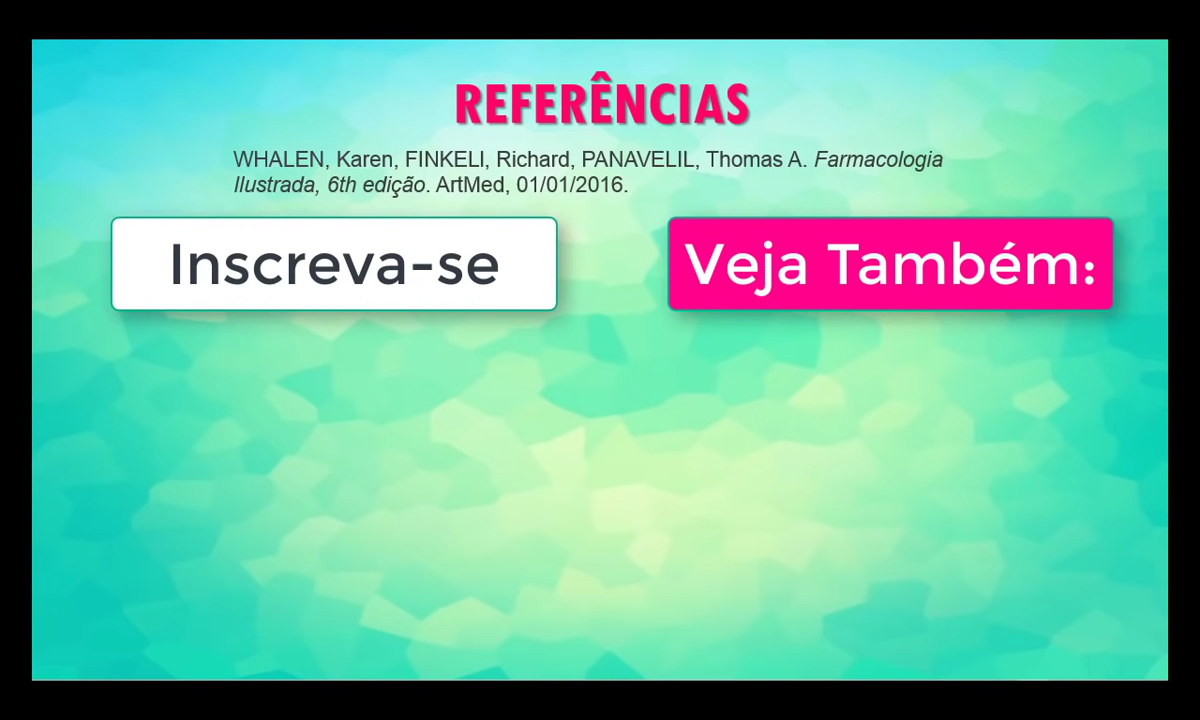 REFERÊNCIAS
WHALEN, Karen, FINKELI, Richard, PANAVELIL, Thomas A. Farmacologia
Ilustrada, 6th edição. ArtMed, 01/01/2016.
Inscreva-se
Veja Também: